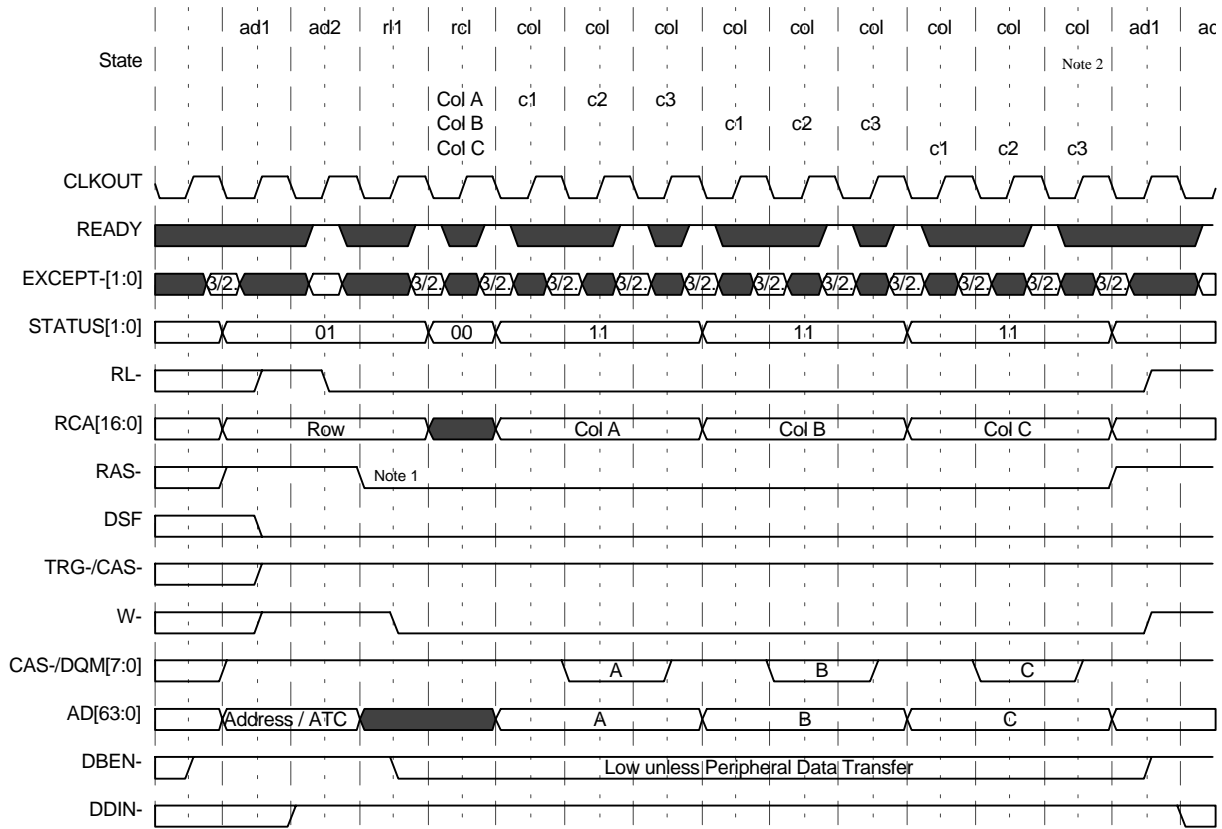 ad1 ad2 rl1 rcl col col col col col col col col col ad1 ac
State Note 2
Col A c1 c2 c3
Col B c1 c2 c3
Col C c1 c2 c3
CLKOUT
READY
EXCEPT-[1:0] 3/2. 3/2. 3/2. 3/2. 3/2. 3/2. 3/2. 3/2. 3/2. 3/2. 3/2. 3/2.
STATUS[1:0] 01 00 11 11 11
RL-
RCA[16:0] Row Col A Col B Col C
RAS- Note 1
DSF
TRG-/CAS-
W-
CAS-/DQM[7:0] A B C
AD[63:0] Address / ATC A B C
DBEN- Low unless Peripheral Data Transfer
DDIN-